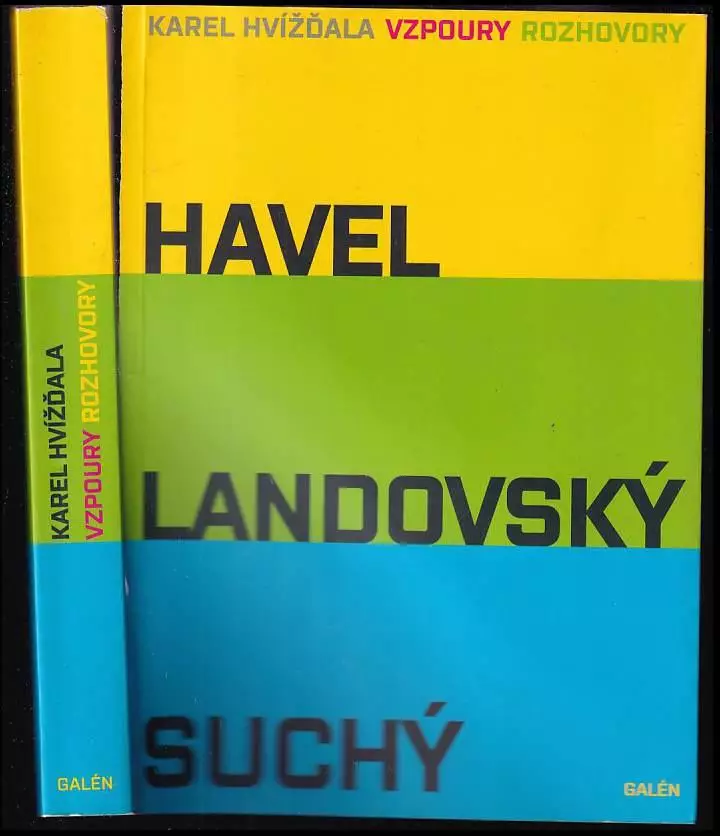 KAREL HVÍŽĎALA VZPOURY ROZHOVORY
HAVEL
LANDOVSKÝ
SUCHÝ
GALÉN
KAREL HVÍŽĎALA
VZPOURY ROZHOVORY
GALÉN